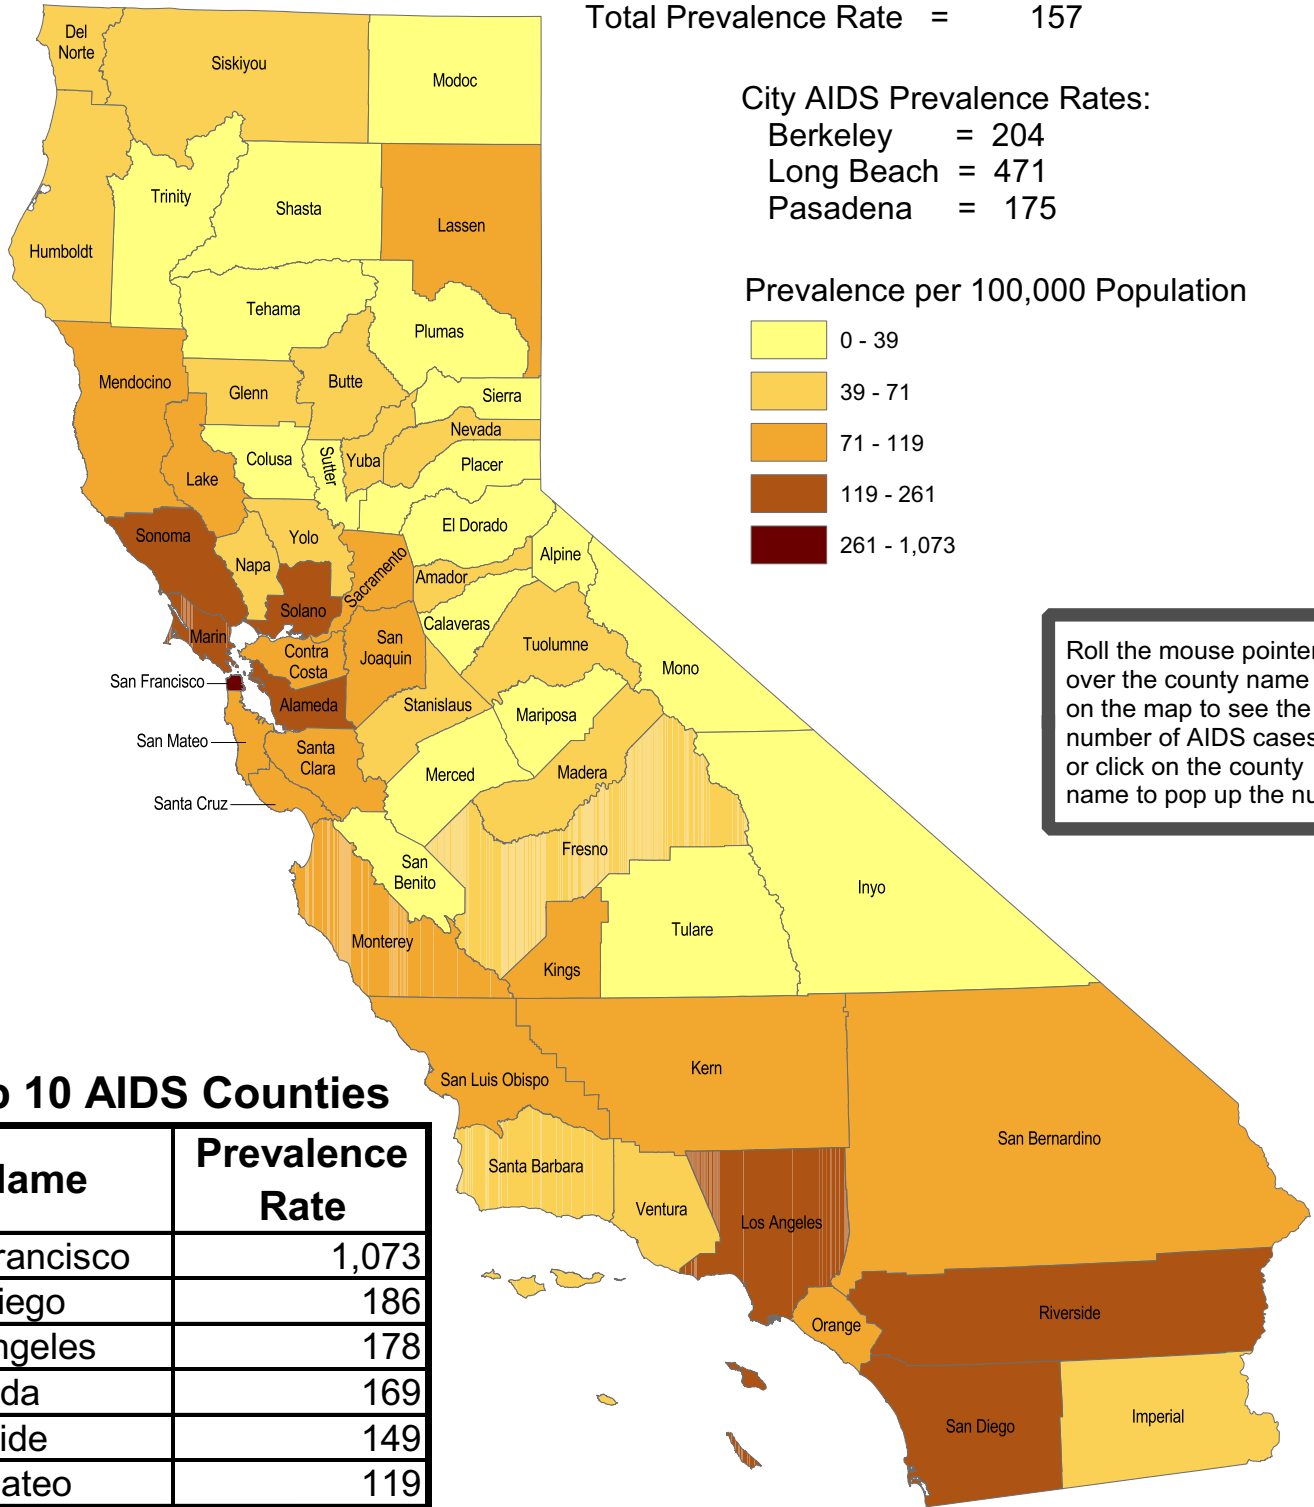 Total Prevalence Rate = 157
City AIDS Prevalence Rates:
Berkeley = 204
Long Beach = 471
Pasadena = 175
Prevalence per 100,000 Population
0 - 39
39 - 71
71 - 119
119 - 261
261 - 1,073
Roll the mouse pointer
over the county name
on the map to see the
number of AIDS cases
or click on the county
name to pop up the nu
Del
Norte
Siskiyou
Modoc
Trinity
Shasta
Lassen
Humboldt
Tehama
Plumas
Mendocino
Glenn
Butte
Sierra
Nevada
Colusa
Sutter
Yuba
Placer
Lake
El Dorado
Sonoma
Yolo
Napa
Sacramento
Alpine
Amador
Solano
Calaveras
Marin
San
Joaquin
Tuolumne
Contra
Costa
Mono
San Francisco
Alameda
Stanislaus
Mariposa
San Mateo
Santa
Clara
Merced
Madera
Santa Cruz
Fresno
San
Benito
Inyo
Tulare
Monterey
Kings
Kern
San Luis Obispo
San Bernardino
Santa Barbara
Ventura
Los Angeles
Orange
Riverside
San Diego
Imperial
o 10 AIDS Counties
lame Prevalence
Rate
rancisco 1,073
iego 186
ngeles 178
da 169
ide 149
ateo 119